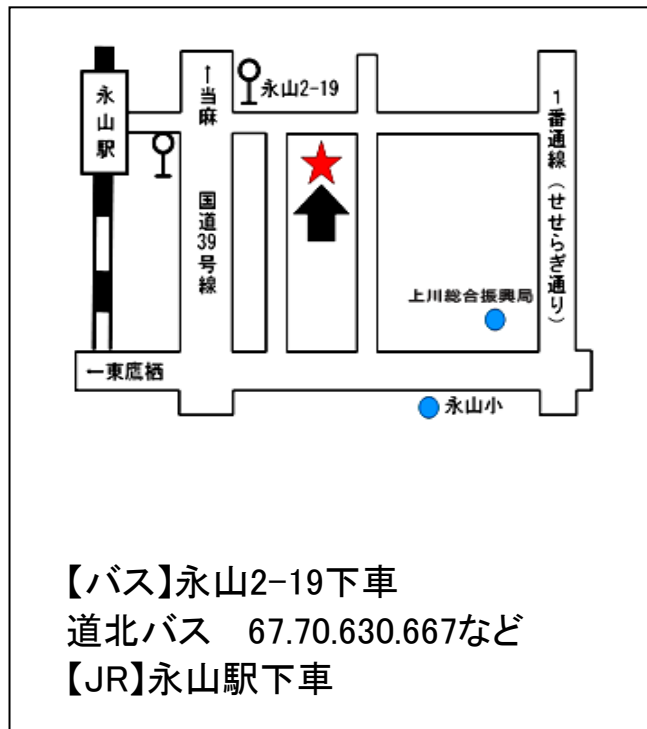 永山駅
↑当麻
永山2-19
国道39号線
1番通線(せせらぎ通り)
上川総合振興局
←東鷹栖
永山小
【バス】永山2-19下車
道北バス　67.70.630.667など
【JR】永山駅下車